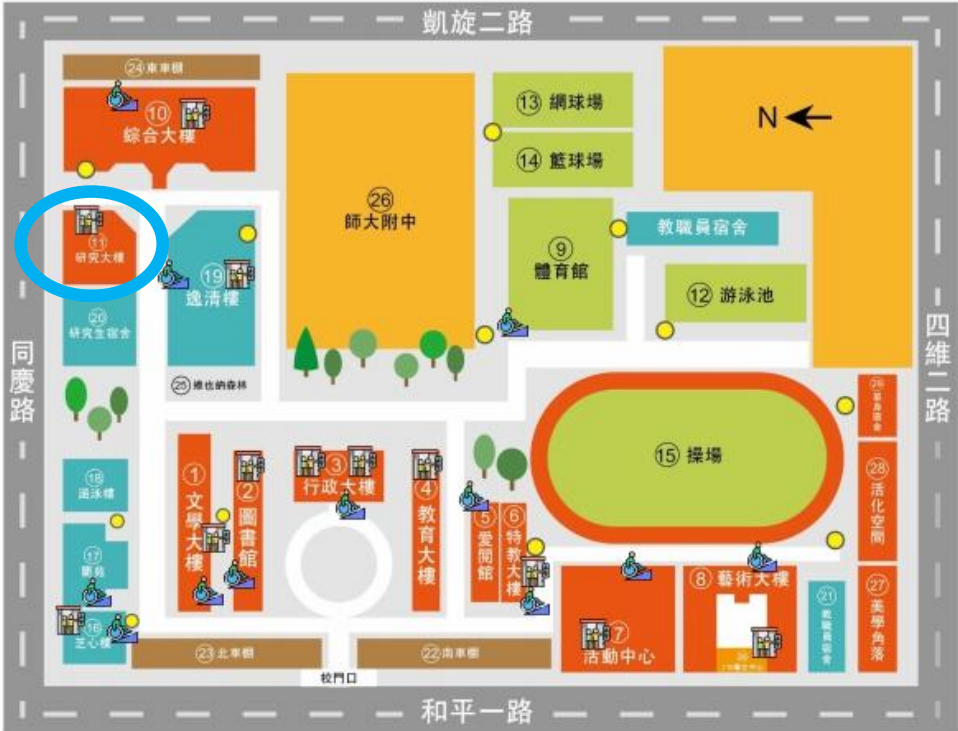 凱旋二路
24 東車棚
10
綜合大樓
13 網球場
14 籃球場
N
26
師大附中
11
研究大樓
19
逸清樓
9
體育館
教職員宿舍
12 游泳池
20
研究生宿舍
同慶路
四維二路
25 維也納森林
1
文學大樓
2
圖書館
3
行政大樓
4
教育大樓
5
愛閱館
6
特教大樓
15 操場
28
活化空間
18
17
蘭苑
16
芝心樓
7
活動中心
8 藝術大樓
21
教職員宿舍
27
美學角落
23 北車棚
22 南車棚
校門口
和平一路